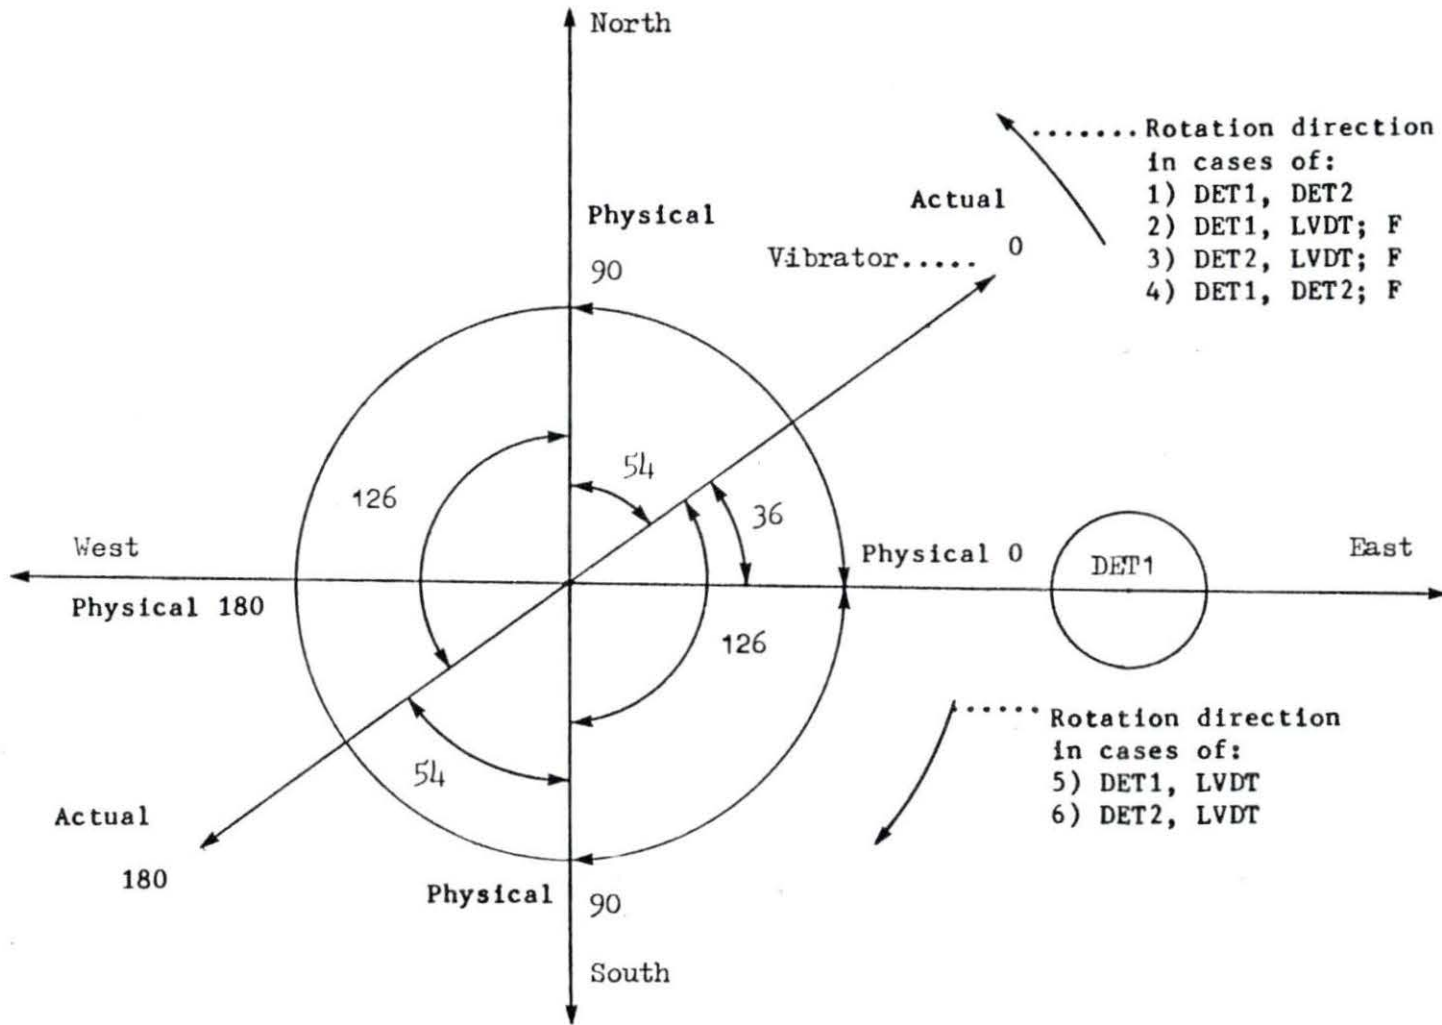 North
....... Rotation direction
in cases of:
1) DET1, DET2
2) DET1, LVDT; F
3) DET2, LVDT; F
4) DET1, DET2; F
Actual
0
Vibrator.....
Physical
90
54
126
36
West
Physical 0
DET1
East
Physical 180
126
...... Rotation direction
in cases of:
5) DET1, LVDT
6) DET2, LVDT
54
Actual
180
Physical
90
South